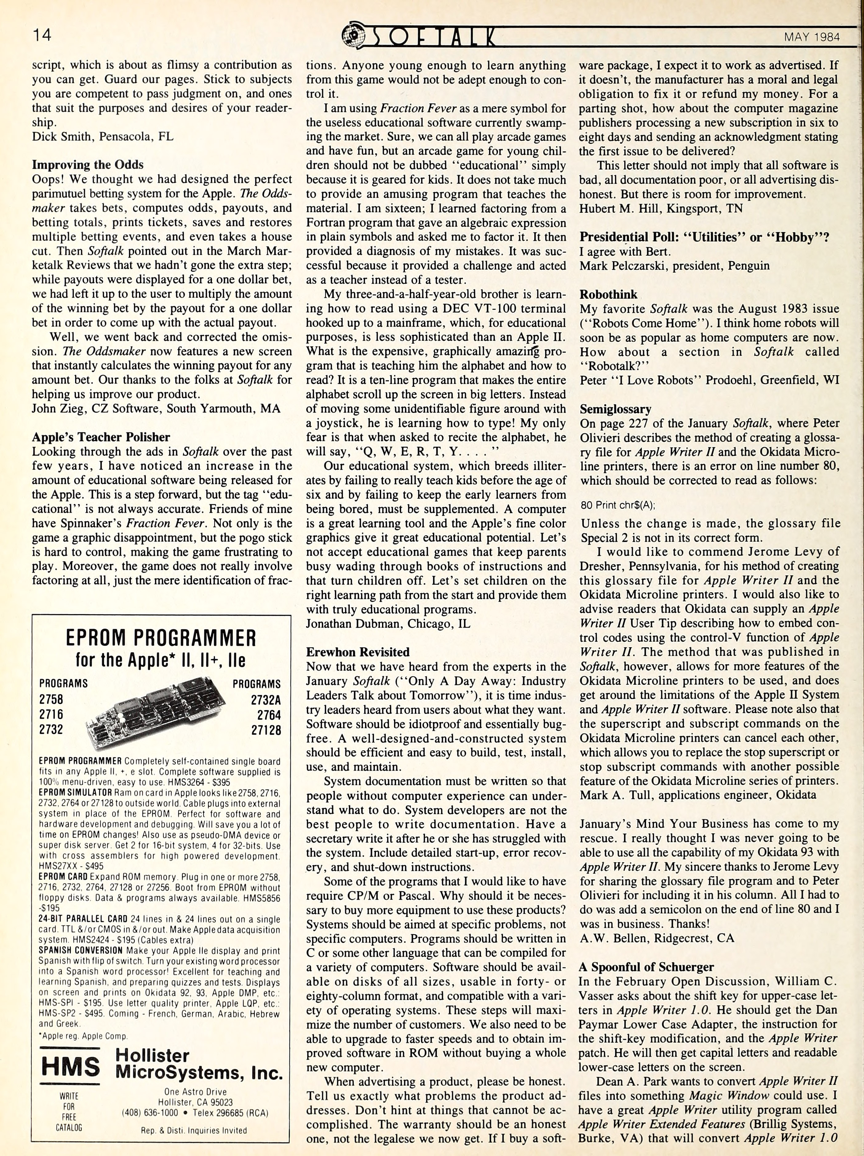 14
SOFTALK
MAY 1984
script, which is about as flimsy a contribution as
you can get. Guard our pages. Stick to subjects
you are competent to pass judgment on, and ones
that suit the purposes and desires of your reader-
ship.
Dick Smith, Pensacola, FL
Improving the Odds
Oops! We thought we had designed the perfect
parimutuel betting system for the Apple. The Odds-
maker takes bets, computes odds, payouts, and
betting totals, prints tickets, saves and restores
multiple betting events, and even takes a house
cut. Then Softalk pointed out in the March Mar-
ketalk Reviews that we hadn't gone the extra step;
while payouts were displayed for a one dollar bet,
we had left it up to the user to multiply the amount
of the winning bet by the payout for a one dollar
bet in order to come up with the actual payout.
Well, we went back and corrected the omis-
sion. The Oddsmaker now features a new screen
that instantly calculates the winning payout for any
amount bet. Our thanks to the folks at Softalk for
helping us improve our product.
John Zieg, CZ Software, South Yarmouth, MA
Apple's Teacher Polisher
Looking through the ads in Softalk over the past
few years, I have noticed an increase in the
amount of educational software being released for
the Apple. This is a step forward, but the tag "edu-
cational" is not always accurate. Friends of mine
have Spinnaker's Fraction Fever. Not only is the
game a graphic disappointment, but the pogo stick
is hard to control, making the game frustrating to
play. Moreover, the game does not really involve
factoring at all, just the mere identification of frac-
EPROM PROGRAMMER
for the Apple* II, II+, IIe
PROGRAMS
2758
2716
2732
PROGRAMS
2732A
2764
27128
EPROM PROGRAMMER Completely self-contained single board
fits in any Apple II, +, e slot. Complete software supplied is
100% menu-driven, easy to use. HMS3264 - $395
EPROM SIMULATOR Ram on card in Apple looks like 2758, 2716,
2732, 2764 or 27128 to outside world. Cable plugs into external
system in place of the EPROM. Perfect for software and
hardware development and debugging. Will save you a lot of
time on EPROM changes! Also use as pseudo-DMA device or
super disk server. Get 2 for 16-bit system, 4 for 32-bits. Use
with cross assemblers for high powered development.
HMS27XX - $495
EPROM CARD Expand ROM memory. Plug in one or more 2758,
2716, 2732, 2764, 27128 or 27256. Boot from EPROM without
floppy disks. Data & programs always available. HMS5856
-$195
24-BIT PARALLEL CARD 24 lines in & 24 lines out on a single
card. TTL &/or CMOS in &/or out. Make Apple data acquisition
system. HMS2424 - $195 (Cables extra)
SPANISH CONVERSION Make your Apple IIe display and print
Spanish with flip of switch. Turn your existing word processor
into a Spanish word processor! Excellent for teaching and
learning Spanish, and preparing quizzes and tests. Displays
on screen and prints on Okidata 92, 93, Apple DMP, etc.:
HMS-SPI - $195. Use letter quality printer, Apple LQP, etc.:
HMS-SP2 - $495. Coming - French, German, Arabic, Hebrew
and Greek.
*Apple reg. Apple Comp.
HMS
Hollister
MicroSystems, Inc.
WRITE
FOR
FREE
CATALOG
One Astro Drive
Hollister, CA 95023
(408) 636-1000 • Telex 296685 (RCA)
Rep. & Disti. Inquiries Invited
tions. Anyone young enough to learn anything
from this game would not be adept enough to con-
trol it.
I am using Fraction Fever as a mere symbol for
the useless educational software currently swamp-
ing the market. Sure, we can all play arcade games
and have fun, but an arcade game for young chil-
dren should not be dubbed "educational" simply
because it is geared for kids. It does not take much
to provide an amusing program that teaches the
material. I am sixteen; I learned factoring from a
Fortran program that gave an algebraic expression
in plain symbols and asked me to factor it. It then
provided a diagnosis of my mistakes. It was suc-
cessful because it provided a challenge and acted
as a teacher instead of a tester.
My three-and-a-half-year-old brother is learn-
ing how to read using a DEC VT-100 terminal
hooked up to a mainframe, which, for educational
purposes, is less sophisticated than an Apple II.
What is the expensive, graphically amazing pro-
gram that is teaching him the alphabet and how to
read? It is a ten-line program that makes the entire
alphabet scroll up the screen in big letters. Instead
of moving some unidentifiable figure around with
a joystick, he is learning how to type! My only
fear is that when asked to recite the alphabet, he
will say, "Q, W, E, R, T, Y. . . . "
Our educational system, which breeds illiter-
ates by failing to really teach kids before the age of
six and by failing to keep the early learners from
being bored, must be supplemented. A computer
is a great learning tool and the Apple's fine color
graphics give it great educational potential. Let's
not accept educational games that keep parents
busy wading through books of instructions and
that turn children off. Let's set children on the
right learning path from the start and provide them
with truly educational programs.
Jonathan Dubman, Chicago, IL
Erewhon Revisited
Now that we have heard from the experts in the
January Softalk ("Only A Day Away: Industry
Leaders Talk about Tomorrow"), it is time indus-
try leaders heard from users about what they want.
Software should be idiotproof and essentially bug-
free. A well-designed-and-constructed system
should be efficient and easy to build, test, install,
use, and maintain.
System documentation must be written so that
people without computer experience can under-
stand what to do. System developers are not the
best people to write documentation. Have a
secretary write it after he or she has struggled with
the system. Include detailed start-up, error recov-
ery, and shut-down instructions.
Some of the programs that I would like to have
require CP/M or Pascal. Why should it be neces-
sary to buy more equipment to use these products?
Systems should be aimed at specific problems, not
specific computers. Programs should be written in
C or some other language that can be compiled for
a variety of computers. Software should be avail-
able on disks of all sizes, usable in forty- or
eighty-column format, and compatible with a vari-
ety of operating systems. These steps will maxi-
mize the number of customers. We also need to be
able to upgrade to faster speeds and to obtain im-
proved software in ROM without buying a whole
new computer.
When advertising a product, please be honest.
Tell us exactly what problems the product ad-
dresses. Don't hint at things that cannot be ac-
complished. The warranty should be an honest
one, not the legalese we now get. If I buy a soft-
ware package, I expect it to work as advertised. If
it doesn't, the manufacturer has a moral and legal
obligation to fix it or refund my money. For a
parting shot, how about the computer magazine
publishers processing a new subscription in six to
eight days and sending an acknowledgment stating
the first issue to be delivered?
This letter should not imply that all software is
bad, all documentation poor, or all advertising dis-
honest. But there is room for improvement.
Hubert M. Hill, Kingsport, TN
Presidential Poll: "Utilities" or "Hobby"?
I agree with Bert.
Mark Pelczarski, president, Penguin
Robothink
My favorite Softalk was the August 1983 issue
("Robots Come Home"). I think home robots will
soon be as popular as home computers are now.
How about a section in Softalk called
"Robotalk?"
Peter "I Love Robots" Prodoehl, Greenfield, WI
Semiglossary
On page 227 of the January Softalk, where Peter
Olivieri describes the method of creating a glossa-
ry file for Apple Writer II and the Okidata Micro-
line printers, there is an error on line number 80,
which should be corrected to read as follows:
80 Print chr$(A);
Unless the change is made, the glossary file
Special 2 is not in its correct form.
I would like to commend Jerome Levy of
Dresher, Pennsylvania, for his method of creating
this glossary file for Apple Writer II and the
Okidata Microline printers. I would also like to
advise readers that Okidata can supply an Apple
Writer II User Tip describing how to embed con-
trol codes using the control-V function of Apple
Writer II. The method that was published in
Softalk, however, allows for more features of the
Okidata Microline printers to be used, and does
get around the limitations of the Apple II System
and Apple Writer II software. Please note also that
the superscript and subscript commands on the
Okidata Microline printers can cancel each other,
which allows you to replace the stop superscript or
stop subscript commands with another possible
feature of the Okidata Microline series of printers.
Mark A. Tull, applications engineer, Okidata
January's Mind Your Business has come to my
rescue. I really thought I was never going to be
able to use all the capability of my Okidata 93 with
Apple Writer II. My sincere thanks to Jerome Levy
for sharing the glossary file program and to Peter
Olivieri for including it in his column. All I had to
do was add a semicolon on the end of line 80 and I
was in business. Thanks!
A.W. Bellen, Ridgecrest, CA
A Spoonful of Schuerger
In the February Open Discussion, William C.
Vasser asks about the shift key for upper-case let-
ters in Apple Writer 1.0. He should get the Dan
Paymar Lower Case Adapter, the instruction for
the shift-key modification, and the Apple Writer
patch. He will then get capital letters and readable
lower-case letters on the screen.
Dean A. Park wants to convert Apple Writer II
files into something Magic Window could use. I
have a great Apple Writer utility program called
Apple Writer Extended Features (Brillig Systems,
Burke, VA) that will convert Apple Writer 1.0